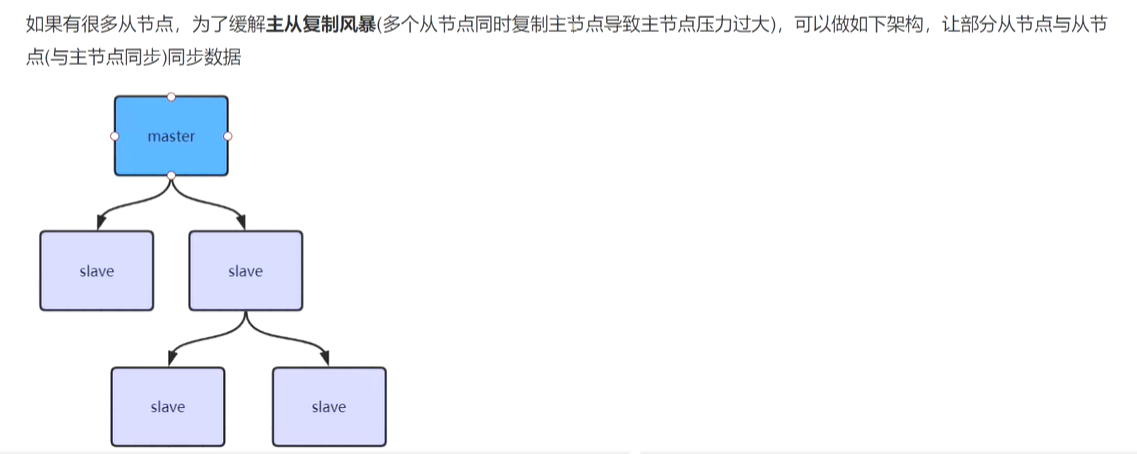 如果有很多从节点，为了缓解主从复制风暴(多个从节点同时复制主节点导致主节点压力过大)，可以做如下架构，让部分从节点与从节
点(与主节点同步)同步数据
master
slave
slave
slave
slave